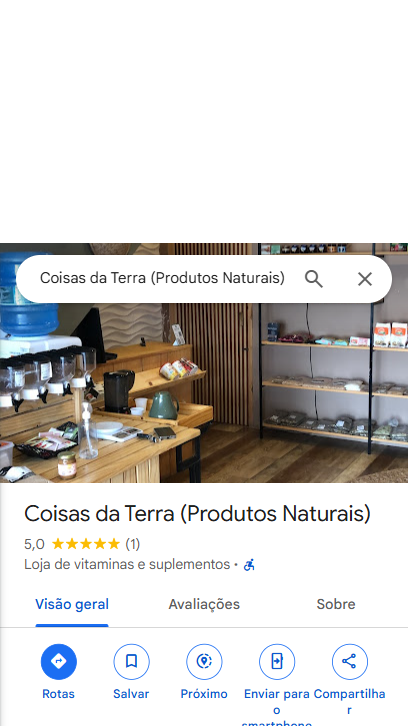 Coisas da Terra (Produtos Naturais)
Coisas da Terra (Produtos Naturais)
5,0 (1)
Loja de vitaminas e suplementos ·
Visão geral Avaliações Sobre
Rotas Salvar Próximo Enviar para o smartphone Compartilhar